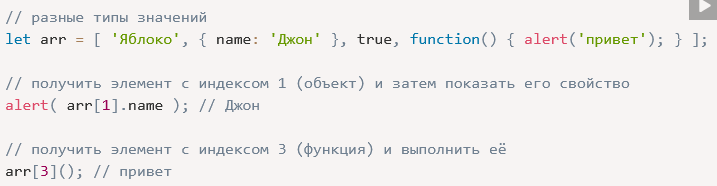 // разные типы значений
let arr = [ 'Яблоко', { name: 'Джон' }, true, function() { alert('привет'); } ];
// получить элемент с индексом 1 (объект) и затем показать его свойство
alert( arr[1].name ); // Джон
// получить элемент с индексом 3 (функция) и выполнить её
arr[3](); // привет